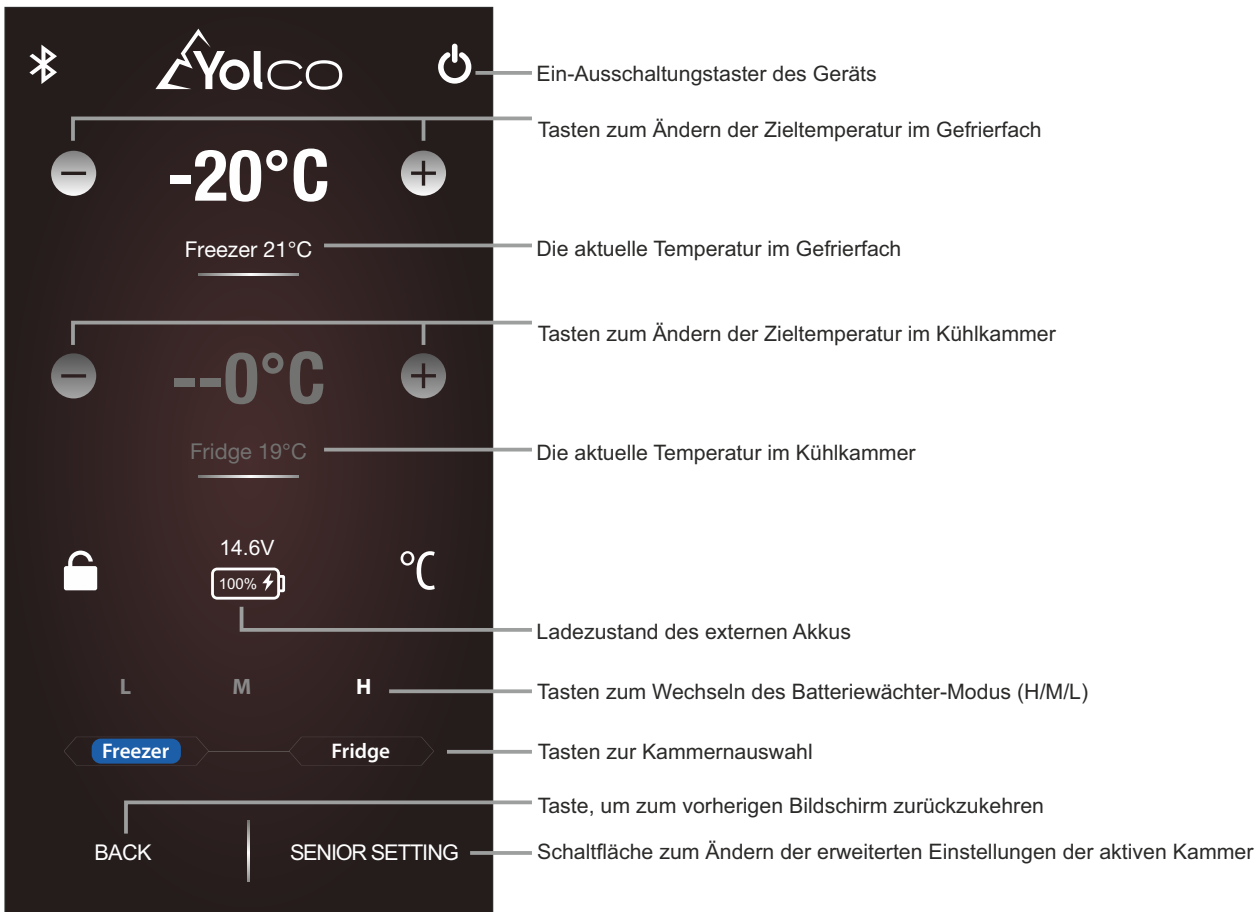 Yolco
Ein-Ausschaltungstaster des Geräts
Tasten zum Ändern der Zieltemperatur im Gefrierfach
-20°C
Freezer 21°C
Die aktuelle Temperatur im Gefrierfach
Tasten zum Ändern der Zieltemperatur im Kühlkammer
--0°C
Fridge 19°C
Die aktuelle Temperatur im Kühlkammer
14.6V
100%
°C
Ladezustand des externen Akkus
L M H
Tasten zum Wechseln des Batteriewächter-Modus (H/M/L)
Freezer Fridge
Tasten zur Kammernauswahl
Taste, um zum vorherigen Bildschirm zurückzukehren
BACK SENIOR SETTING
Schaltfläche zum Ändern der erweiterten Einstellungen der aktiven Kammer